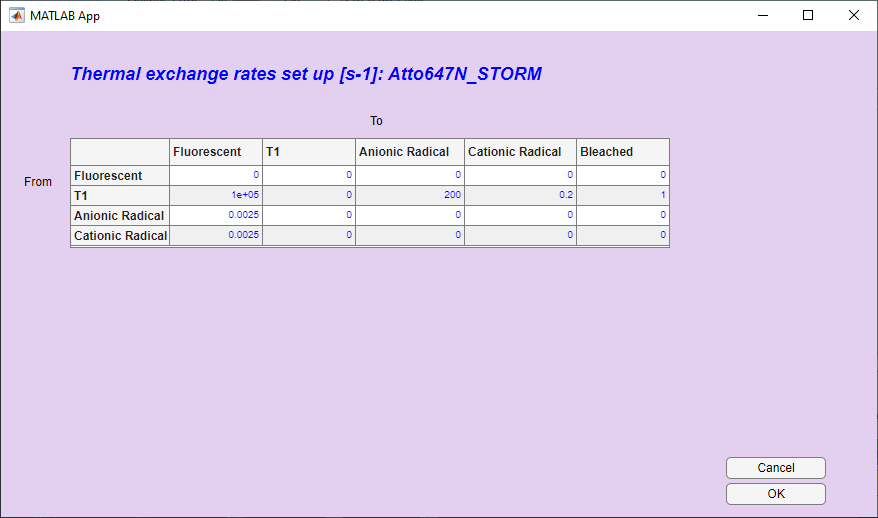 MATLAB App
Thermal exchange rates set up [s-1]: Atto647N_STORM
To
From
Fluorescent T1 Anionic Radical Cationic Radical Bleached
Fluorescent 0 0 0 0 0
T1 1e+05 0 200 0.2 1
Anionic Radical 0.0025 0 0 0 0
Cationic Radical 0.0025 0 0 0 0
Cancel
OK